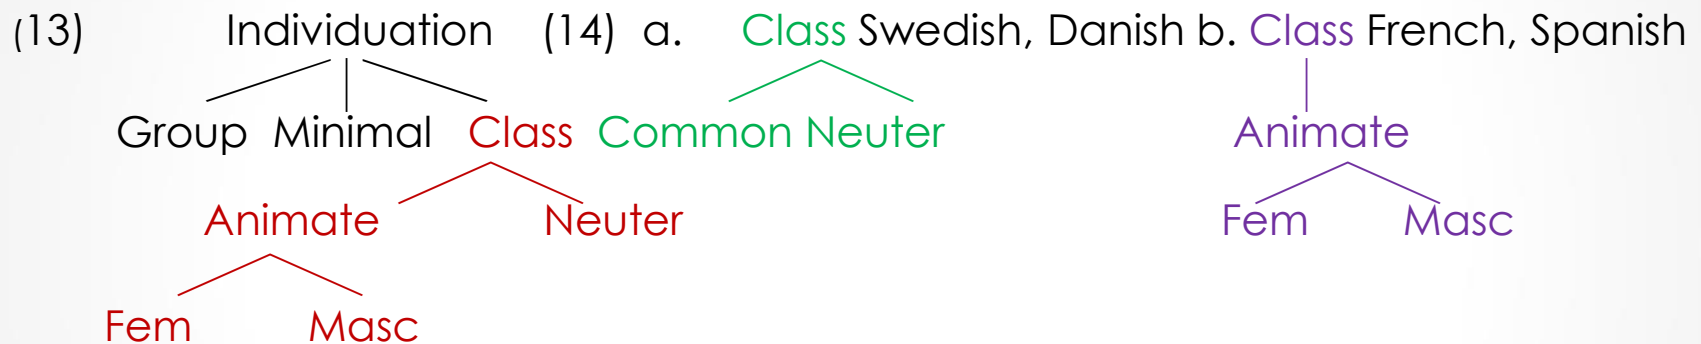 (13) Individuation (14) a. Class Swedish, Danish b. Class French, Spanish
Group Minimal Class Common Neuter Animate
Animate Neuter Fem Masc
Fem Masc